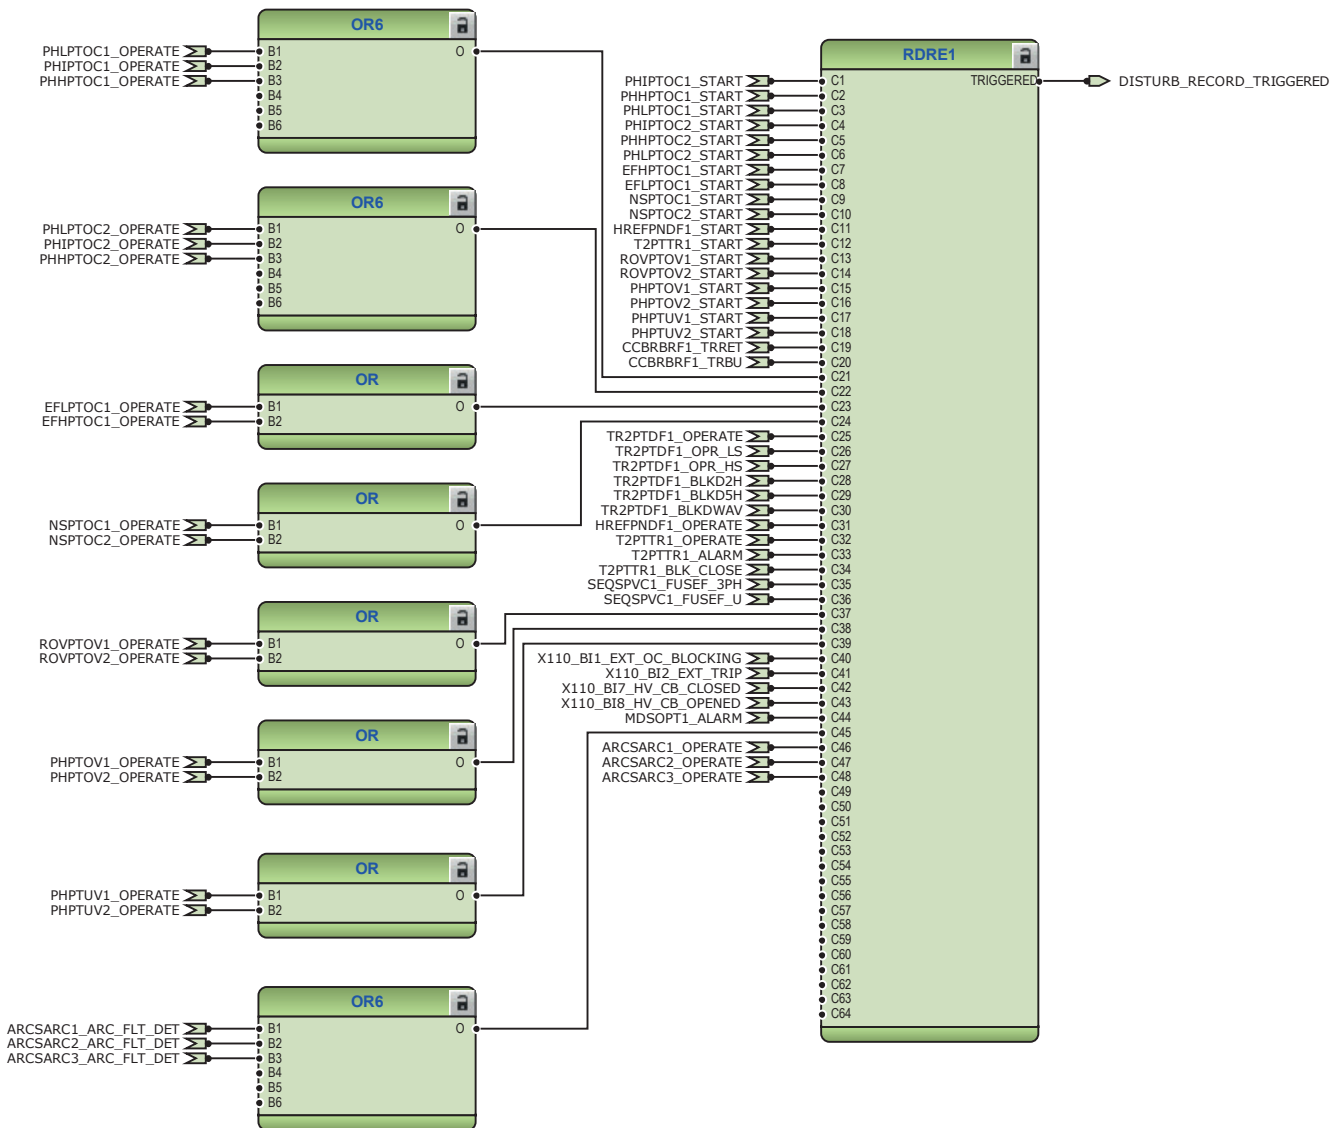 OR6
PHLPTOC1_OPERATE B1 O
PHIPTOC1_OPERATE B2
PHHPTOC1_OPERATE B3
B4
B5
B6
OR6
PHLPTOC2_OPERATE B1 O
PHIPTOC2_OPERATE B2
PHHPTOC2_OPERATE B3
B4
B5
B6
OR
EFLPTOC1_OPERATE B1 O
EFHPTOC1_OPERATE B2
OR
NSPTOC1_OPERATE B1 O
NSPTOC2_OPERATE B2
OR
ROVPTOV1_OPERATE B1 O
ROVPTOV2_OPERATE B2
OR
PHPTOV1_OPERATE B1 O
PHPTOV2_OPERATE B2
OR
PHPTUV1_OPERATE B1 O
PHPTUV2_OPERATE B2
OR6
ARCSARC1_ARC_FLT_DET B1 O
ARCSARC2_ARC_FLT_DET B2
ARCSARC3_ARC_FLT_DET B3
B4
B5
B6
RDRE1
PHIPTOC1_START C1 TRIGGERED DISTURB_RECORD_TRIGGERED
PHHPTOC1_START C2
PHLPTOC1_START C3
PHIPTOC2_START C4
PHHPTOC2_START C5
PHLPTOC2_START C6
EFHPTOC1_START C7
EFLPTOC1_START C8
NSPTOC1_START C9
NSPTOC2_START C10
HREFPNDF1_START C11
T2PTTR1_START C12
ROVPTOV1_START C13
ROVPTOV2_START C14
PHPTOV1_START C15
PHPTOV2_START C16
PHPTUV1_START C17
PHPTUV2_START C18
CCBRBRF1_TRRET C19
CCBRBRF1_TRBU C20
C21
C22
C23
C24
TR2PTDF1_OPERATE C25
TR2PTDF1_OPR_LS C26
TR2PTDF1_OPR_HS C27
TR2PTDF1_BLKD2H C28
TR2PTDF1_BLKD5H C29
TR2PTDF1_BLKDWAV C30
HREFPNDF1_OPERATE C31
T2PTTR1_OPERATE C32
T2PTTR1_ALARM C33
T2PTTR1_BLK_CLOSE C34
SEQSPVC1_FUSEF_3PH C35
SEQSPVC1_FUSEF_U C36
C37
C38
C39
X110_BI1_EXT_OC_BLOCKING C40
X110_BI2_EXT_TRIP C41
X110_BI7_HV_CB_CLOSED C42
X110_BI8_HV_CB_OPENED C43
MDSOPT1_ALARM C44
C45
ARCSARC1_OPERATE C46
ARCSARC2_OPERATE C47
ARCSARC3_OPERATE C48
C49
C50
C51
C52
C53
C54
C55
C56
C57
C58
C59
C60
C61
C62
C63
C64